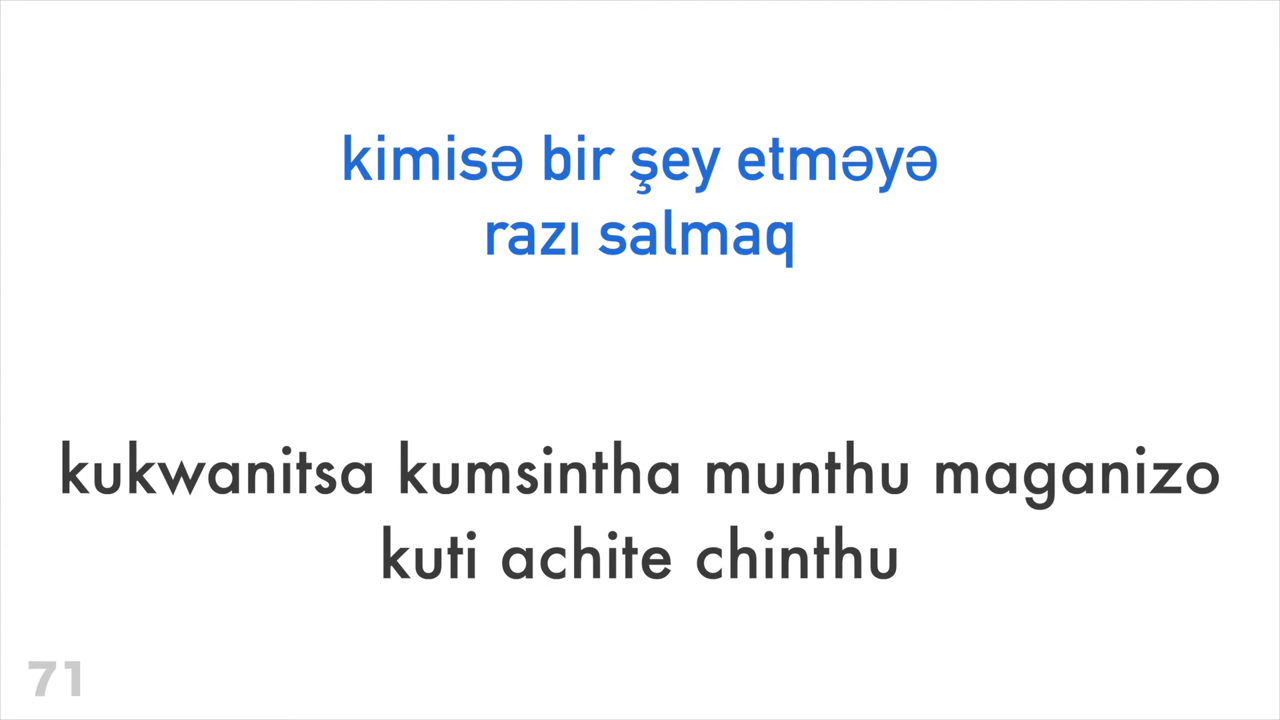 kimisə bir şey etməyə
razı salmaq
kukwanitsa kumsintha munthu maganizo
kuti achite chinthu
71